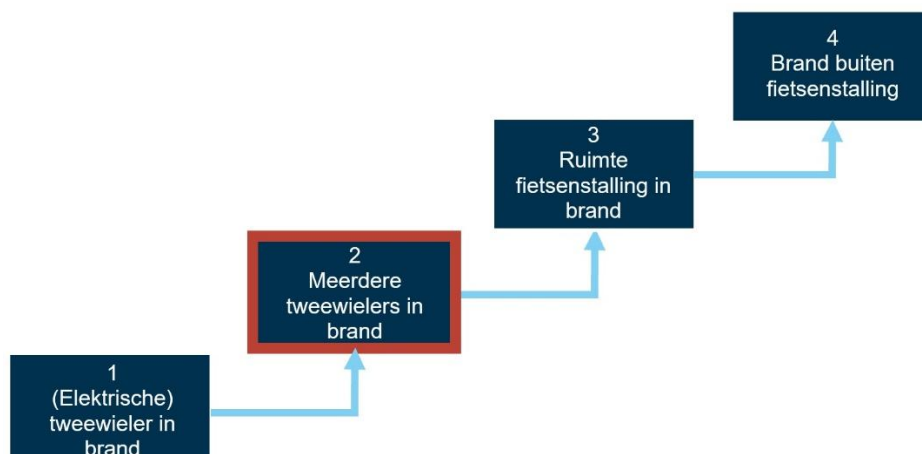 1
(Elektrische)
tweewieler in
brand
2
Meerdere
tweewielers in
brand
3
Ruimte
fietsenstalling in
brand
4
Brand buiten
fietsenstalling